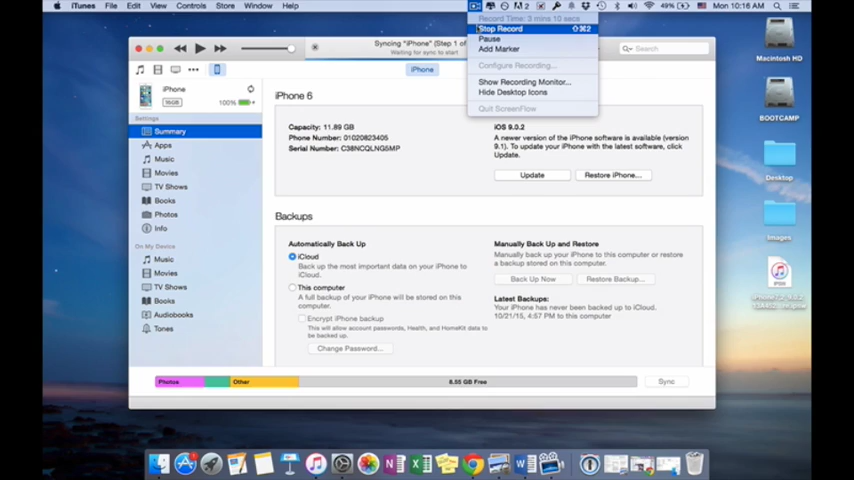 iTunes File Edit View Controls Store Window Help
2
49%
Mon 10:16 AM
Record Time: 3 mins 10 secs
Stop Record ⇧⌘2
Pause
Add Marker
Configure Recording...
Show Recording Monitor...
Hide Desktop Icons
Quit ScreenFlow
Syncing "iPhone" (Step 1 of
Waiting for sync to start
Search
iPhone
iPhone
16GB 100%
Settings
Summary
Apps
Music
Movies
TV Shows
Books
Photos
Info
On My Device
Music
Movies
TV Shows
Books
Audiobooks
Tones
iPhone 6
Capacity: 11.89 GB
Phone Number: 01020823405
Serial Number: C38NCQLNG5MP
iOS 9.0.2
A newer version of the iPhone software is available (version
9.1). To update your iPhone with the latest software, click
Update.
Update Restore iPhone...
Backups
Automatically Back Up
iCloud
Back up the most important data on your iPhone to
iCloud.
This computer
A full backup of your iPhone will be stored on this
computer.
Encrypt iPhone backup
This will allow account passwords, Health, and HomeKit data
to be backed up.
Change Password...
Manually Back Up and Restore
Manually back up your iPhone to this computer or restore
a backup stored on this computer.
Back Up Now Restore Backup...
Latest Backups:
Your iPhone has never been backed up to iCloud.
10/21/15, 4:57 PM to this computer
Photos Other 8.55 GB Free Sync
Macintosh HD
BOOTCAMP
Desktop
Images